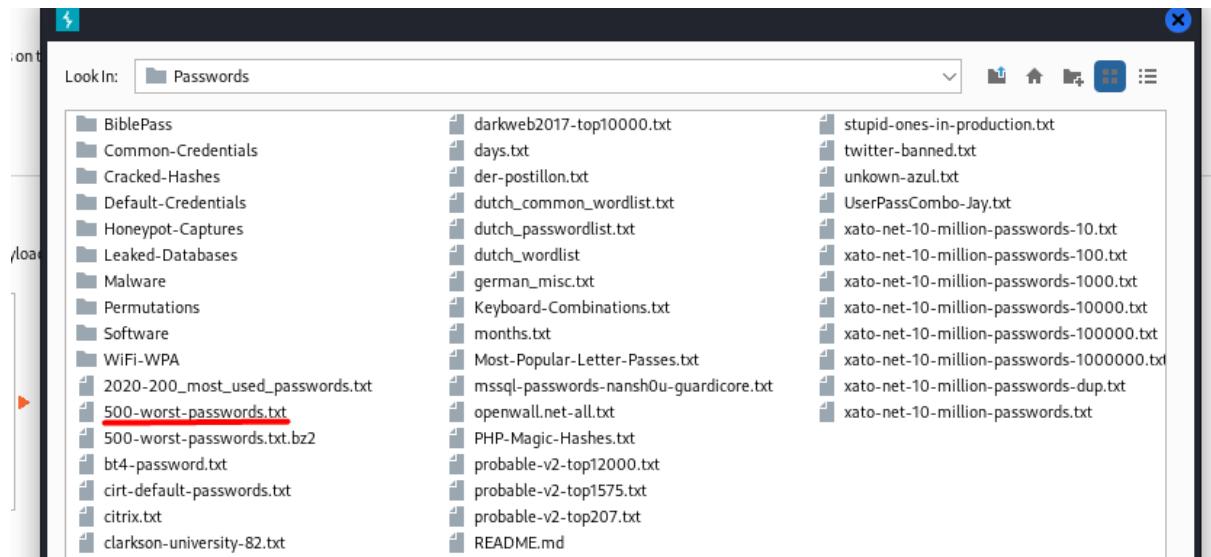 on t
Look In: Passwords
yload
BiblePass
Common-Credentials
Cracked-Hashes
Default-Credentials
Honeypot-Captures
Leaked-Databases
Malware
Permutations
Software
WiFi-WPA
2020-200_most_used_passwords.txt
500-worst-passwords.txt
500-worst-passwords.txt.bz2
bt4-password.txt
cirt-default-passwords.txt
citrix.txt
clarkson-university-82.txt
darkweb2017-top10000.txt
days.txt
der-postillon.txt
dutch_common_wordlist.txt
dutch_passwordlist.txt
dutch_wordlist
german_misc.txt
Keyboard-Combinations.txt
months.txt
Most-Popular-Letter-Passes.txt
mssql-passwords-nansh0u-guardicore.txt
openwall.net-all.txt
PHP-Magic-Hashes.txt
probable-v2-top12000.txt
probable-v2-top1575.txt
probable-v2-top207.txt
README.md
stupid-ones-in-production.txt
twitter-banned.txt
unkown-azul.txt
UserPassCombo-Jay.txt
xato-net-10-million-passwords-10.txt
xato-net-10-million-passwords-100.txt
xato-net-10-million-passwords-1000.txt
xato-net-10-million-passwords-10000.txt
xato-net-10-million-passwords-100000.txt
xato-net-10-million-passwords-1000000.txt
xato-net-10-million-passwords-dup.txt
xato-net-10-million-passwords.txt